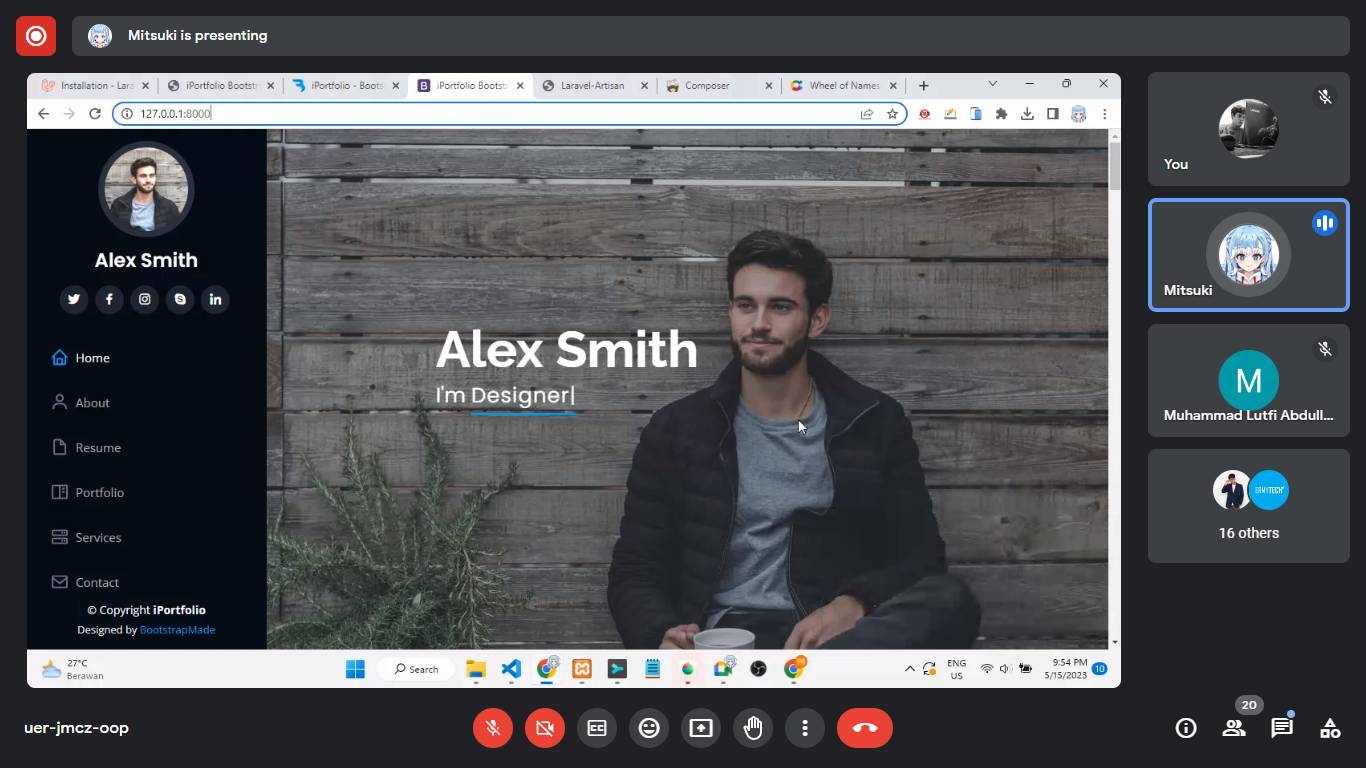 Mitsuki is presenting
Installation - Lara
iPortfolio Bootstr
iPortfolio - Boots
iPortfolio Bootstr
Laravel-Artisan
Composer
Wheel of Names
127.0.0.1:8000
Alex Smith
Home
About
Resume
Portfolio
Services
Contact
© Copyright iPortfolio
Designed by BootstrapMade
Alex Smith
I'm Designer|
27°C
Berawan
Search
ENG
US
9:54 PM
5/15/2023
10
You
Mitsuki
M
Muhammad Lutfi Abdull...
ERMYTECH
16 others
uer-jmcz-oop
20